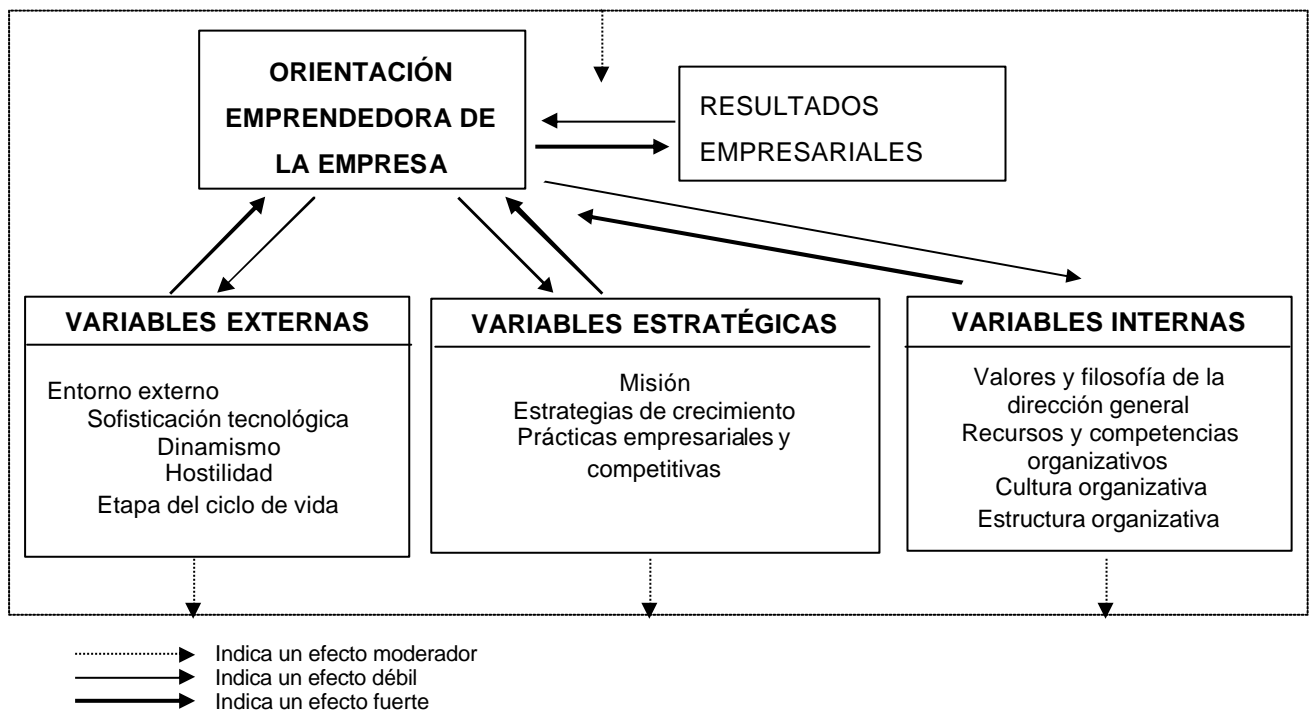 ORIENTACIÓN
EMPRENDEDORA DE
LA EMPRESA
RESULTADOS
EMPRESARIALES
VARIABLES EXTERNAS
Entorno externo
Sofisticación tecnológica
Dinamismo
Hostilidad
Etapa del ciclo de vida
VARIABLES ESTRATÉGICAS
Misión
Estrategias de crecimiento
Prácticas empresariales y
competitivas
VARIABLES INTERNAS
Valores y filosofía de la
dirección general
Recursos y competencias
organizativos
Cultura organizativa
Estructura organizativa
Indica un efecto moderador
Indica un efecto débil
Indica un efecto fuerte